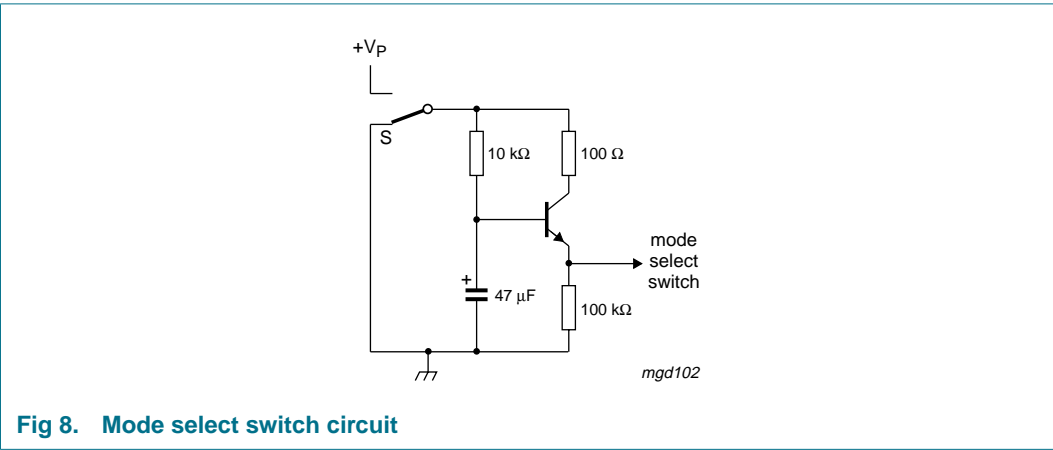 +VP
S
10 kΩ
100 Ω
mode
select
switch
+
47 μF
100 kΩ
mgd102
Fig 8. Mode select switch circuit